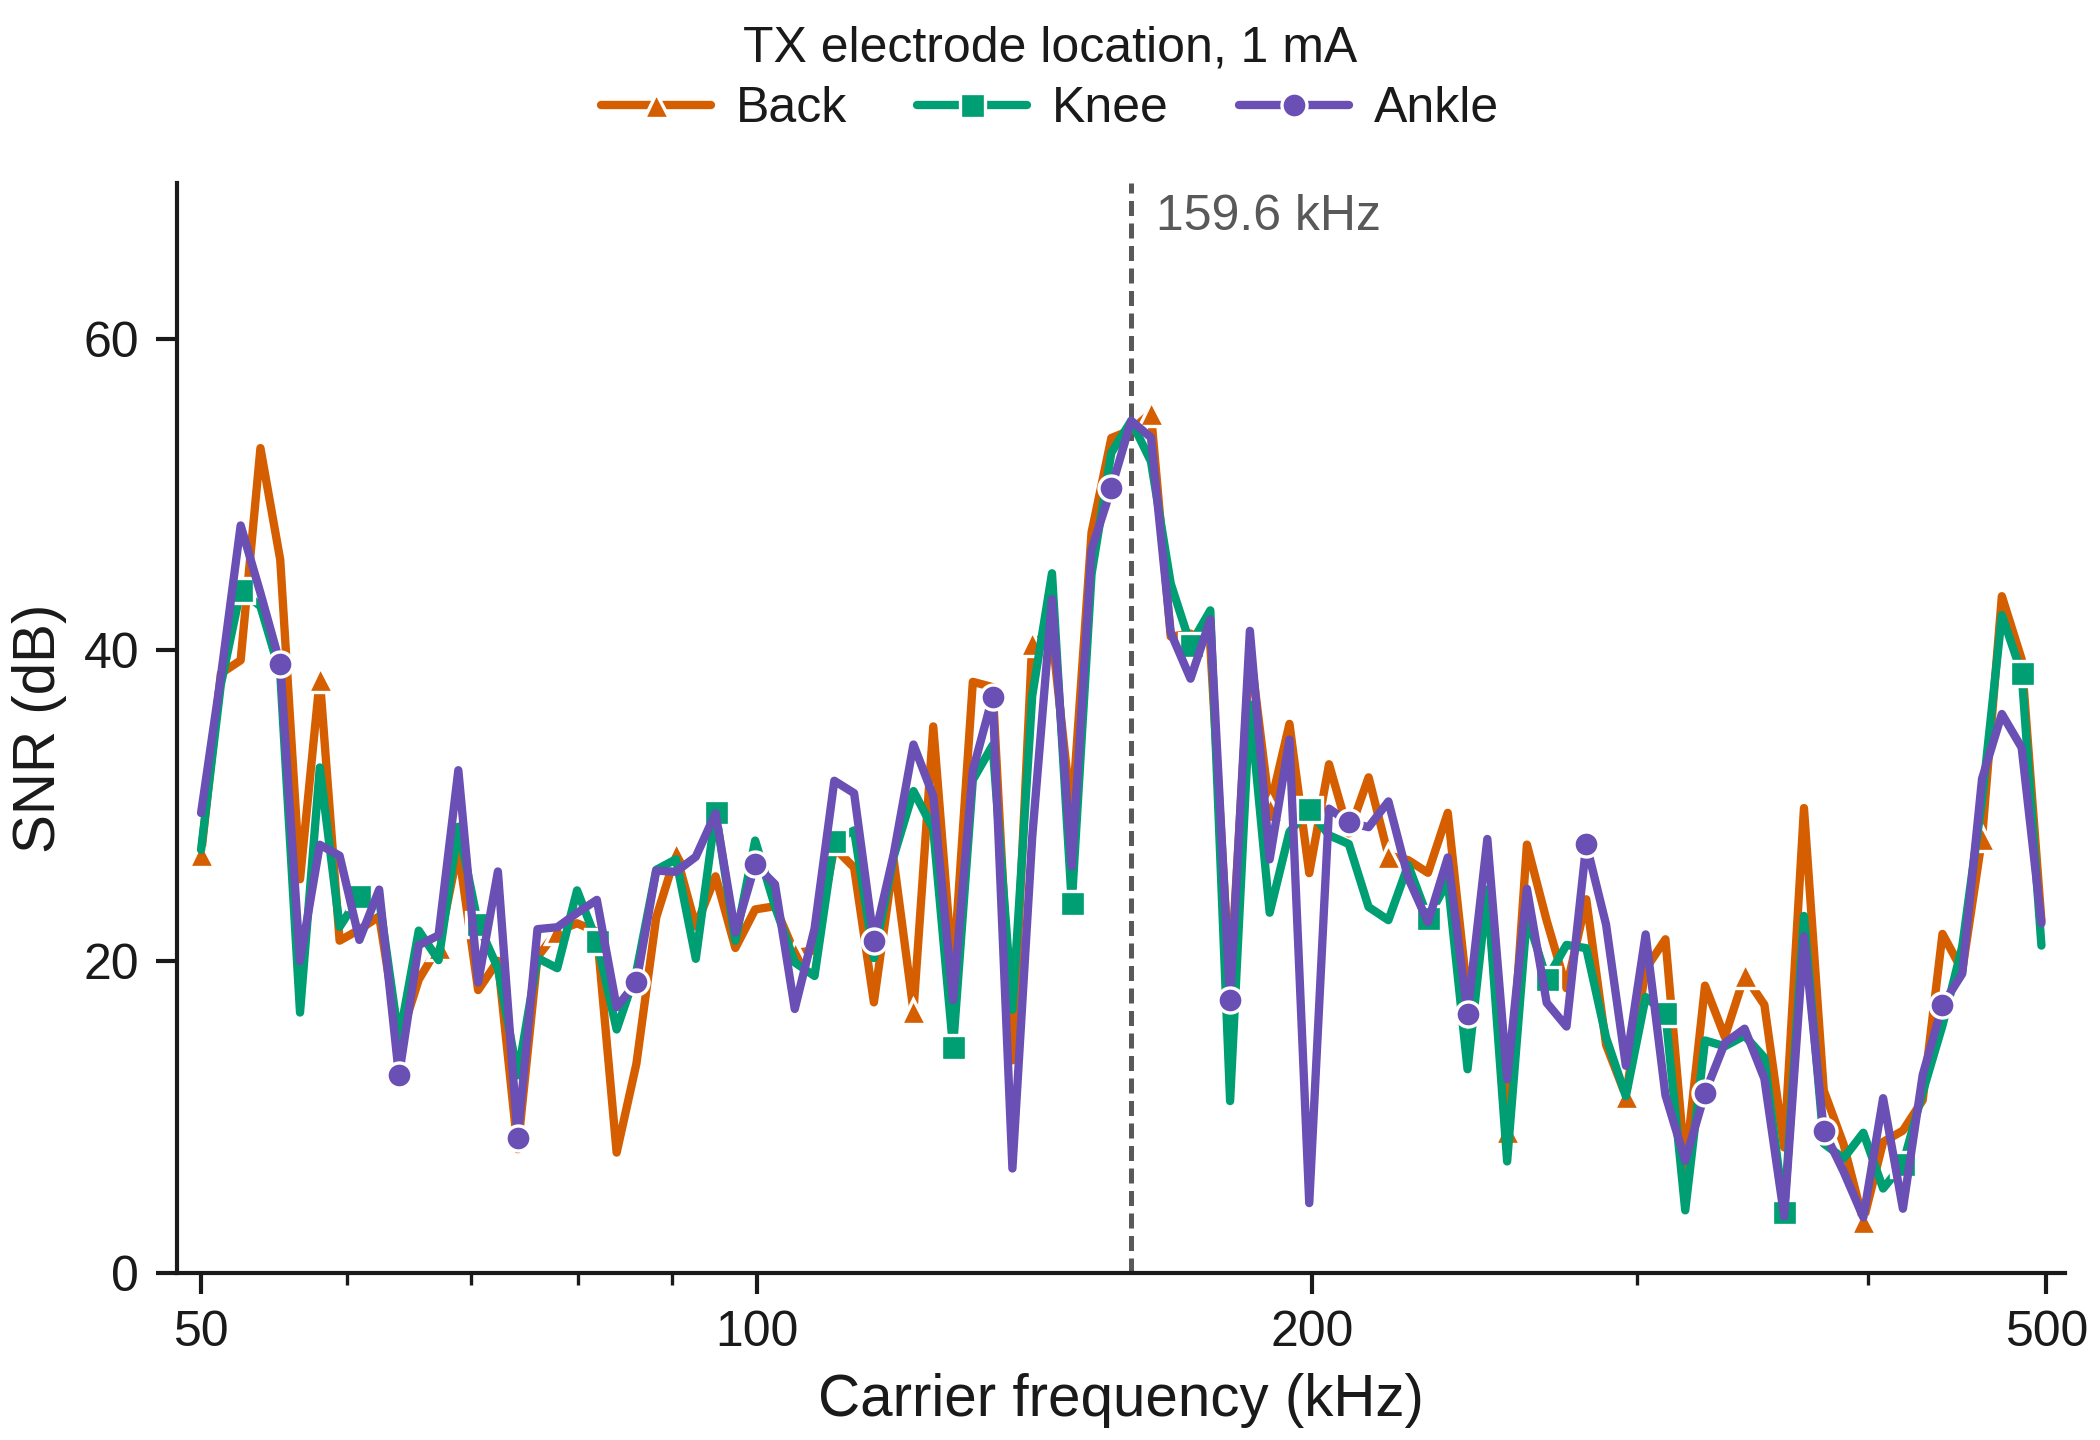 TX electrode location, 1 mA
Back Knee Ankle
159.6 kHz
60
40
20
0
SNR (dB)
50 100 200 500
Carrier frequency (kHz)